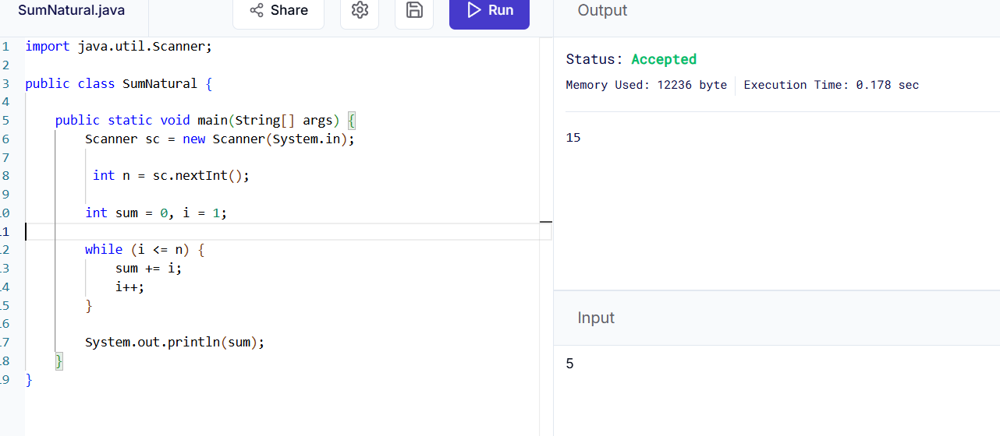 SumNatural.java
Share
Run
Output
1 import java.util.Scanner;
2
3 public class SumNatural {
4
5     public static void main(String[] args) {
6         Scanner sc = new Scanner(System.in);
7
8          int n = sc.nextInt();
9
0         int sum = 0, i = 1;
1
2         while (i <= n) {
3             sum += i;
4             i++;
5         }
6
7         System.out.println(sum);
8     }
9 }
Status: Accepted
Memory Used: 12236 byte Execution Time: 0.178 sec
15
Input
5